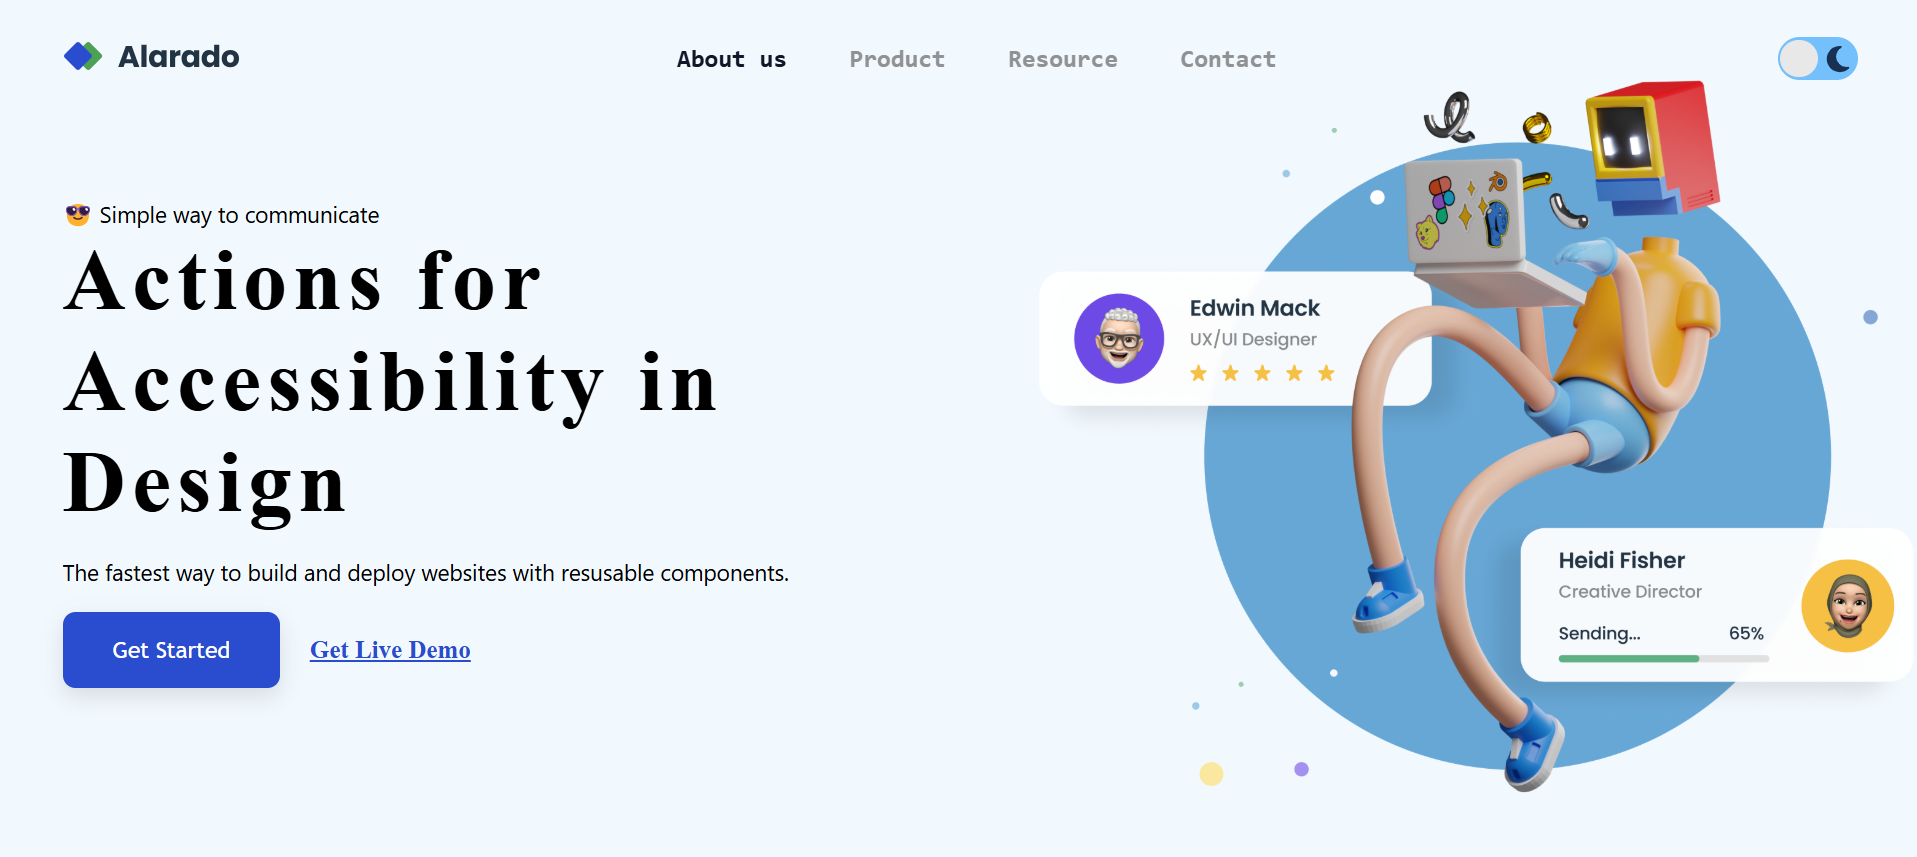 Alarado
About us
Product
Resource
Contact
😎 Simple way to communicate
Actions for
Accessibility in
Design
The fastest way to build and deploy websites with resusable components.
Get Started
Get Live Demo
Edwin Mack
UX/UI Designer
Heidi Fisher
Creative Director
Sending... 65%